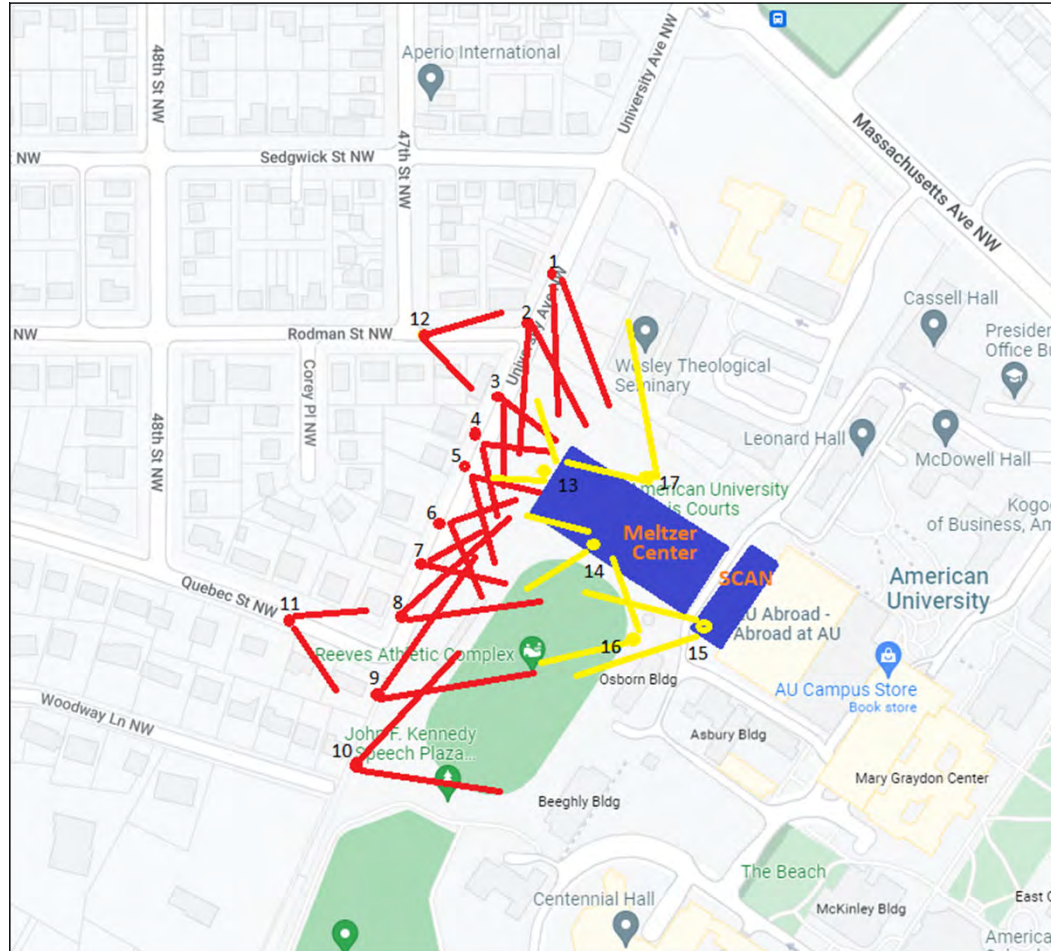 48th St NW
Aperio International
University Ave NW
47th St NW
NW
Sedgwick St NW
Massachusetts Ave NW
1
University Ave NW
2
12
NW
Rodman St NW
Cassell Hall
President
Office B
Wesley Theological
Seminary
Corey Pl NW
3
48th St NW
4
Leonard Hall
McDowell Hall
5
13
17
American University
is Courts
Kogo
of Business, Am
6
Meltzer
Center
7
14
SCAN
American
University
Quebec St NW
11
8
AU Abroad -
Abroad at AU
16
15
Reeves Athletic Complex
Osborn Bldg
9
AU Campus Store
Book store
Woodway Ln NW
John F. Kennedy
Speech Plaza...
Asbury Bldg
10
Mary Graydon Center
Beeghly Bldg
The Beach
Centennial Hall
McKinley Bldg
East C
America